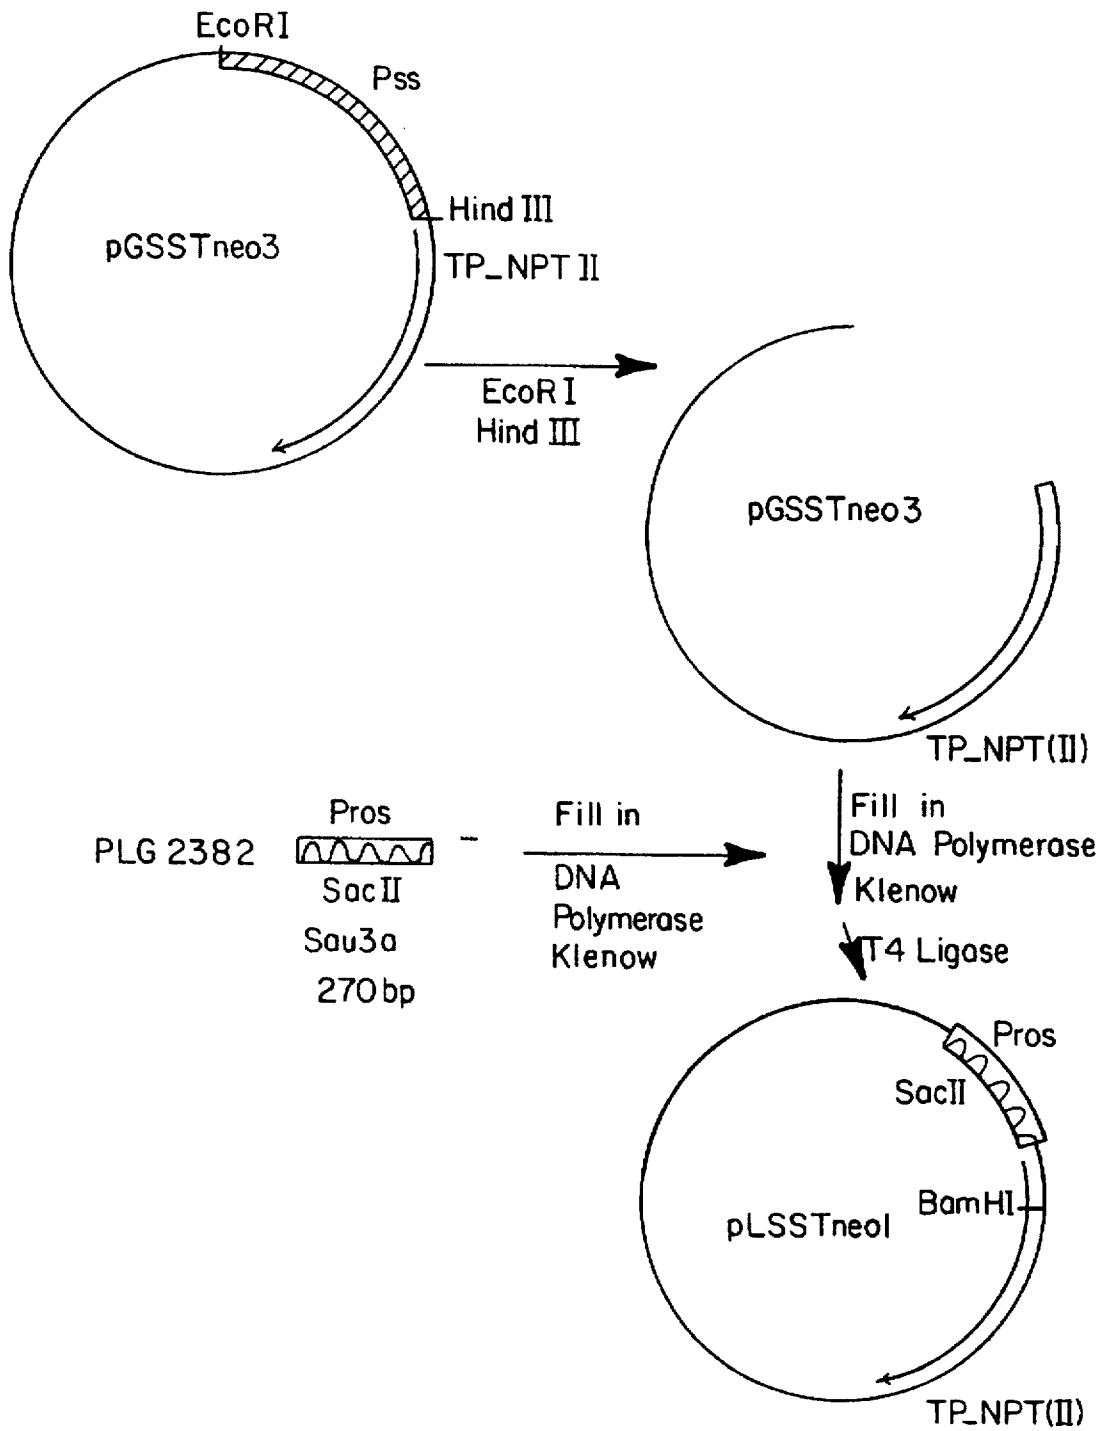 EcoRI
Pss
Hind III
pGSSTneo3
TP_NPT II
EcoRI
Hind III
pGSSTneo3
TP_NPT(II)
Pros
PLG 2382
SacII
Sau3a
270 bp
Fill in
DNA
Polymerase
Klenow
Fill in
DNA Polymerase
Klenow
T4 Ligase
Pros
SacII
BamHI
pLSSTneo1
TP_NPT(II)